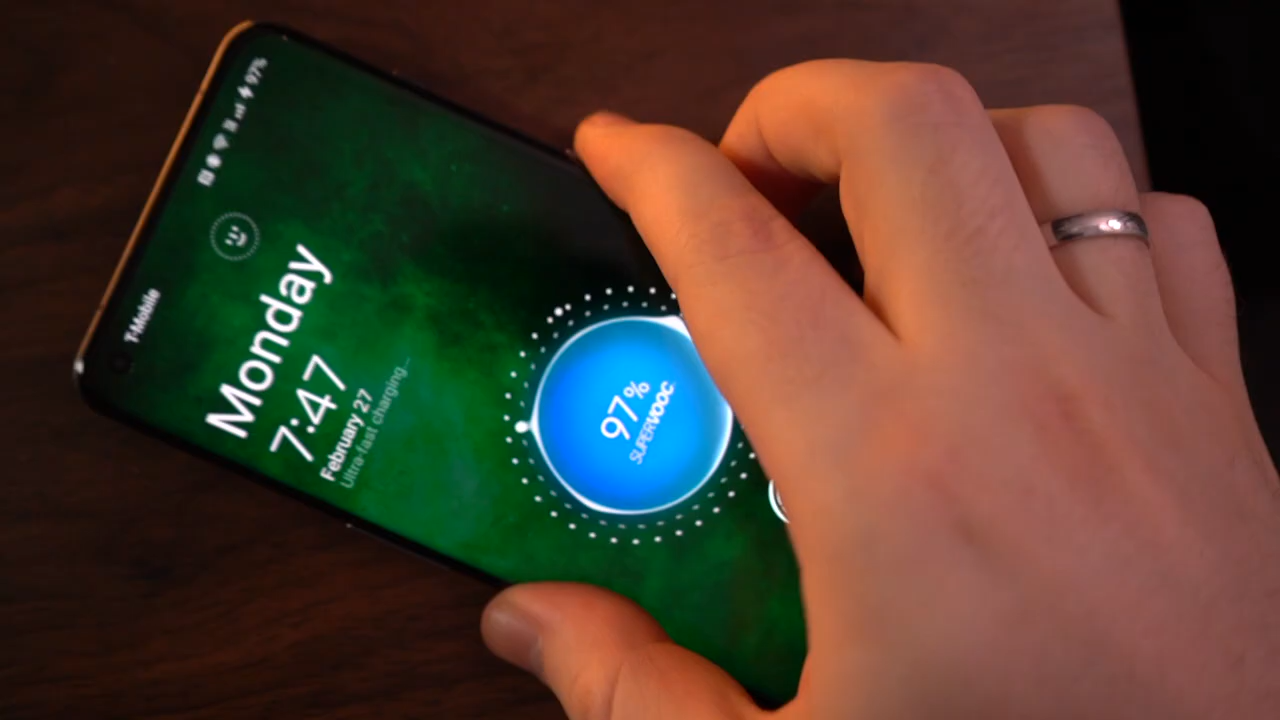 T-Mobile
97%
Monday
7:47
February 27
Ultra-fast charging...
97%
SUPERVOOC